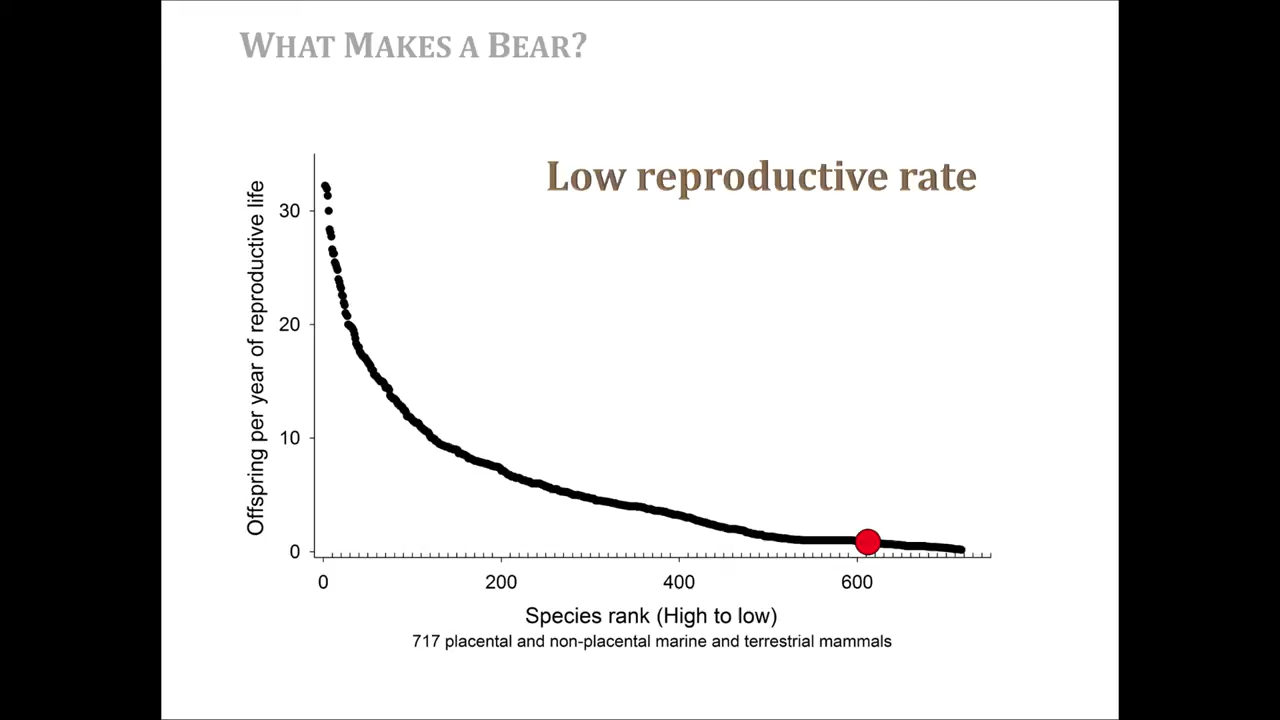 WHAT MAKES A BEAR?
Low reproductive rate
Offspring per year of reproductive life
30
20
10
0
0 200 400 600
Species rank (High to low)
717 placental and non-placental marine and terrestrial mammals